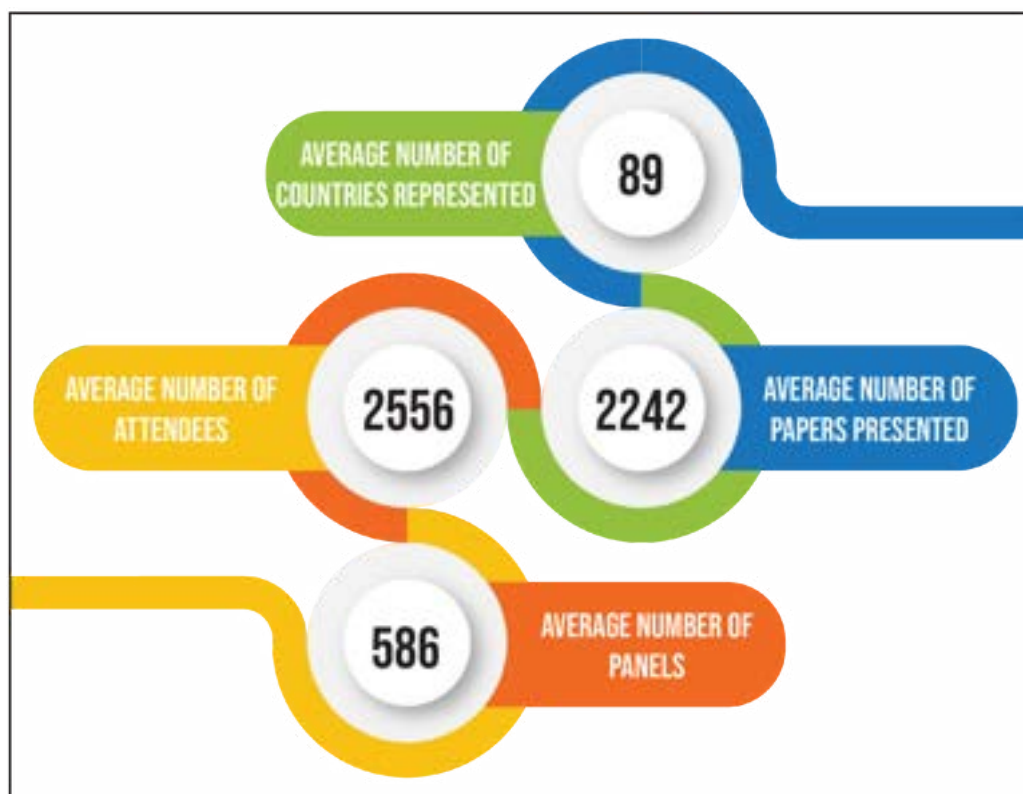 AVERAGE NUMBER OF
COUNTRIES REPRESENTED
89
AVERAGE NUMBER OF
ATTENDEES
2556
2242
AVERAGE NUMBER OF
PAPERS PRESENTED
586
AVERAGE NUMBER OF
PANELS